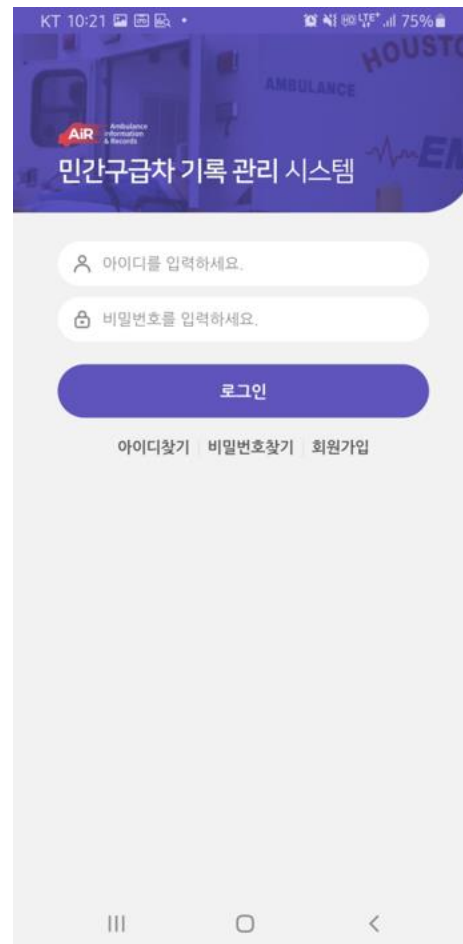 KT 10:21 75%
HOUSTO
AMBULANCE
AiR Ambulance
Information
& Records
EM
민간구급차 기록 관리 시스템
아이디를 입력하세요.
비밀번호를 입력하세요.
로그인
아이디찾기 비밀번호찾기 회원가입